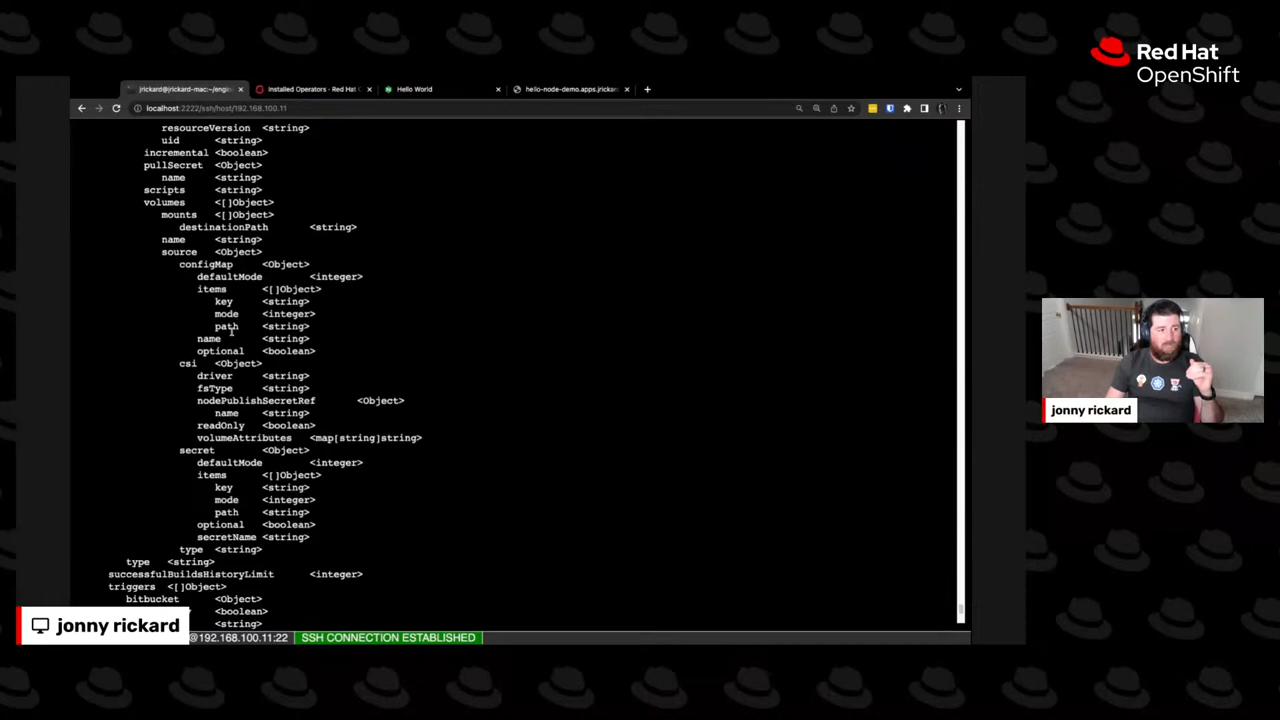 Red Hat
OpenShift
jrickard@jrickard-mac:~/engin
Installed Operators · Red Hat O
Hello World
hello-node-demo.apps.jrickard
localhost:2222/ssh/host/192.168.100.11
resourceVersion <string>
uid <string>
incremental <boolean>
pullSecret <Object>
name <string>
scripts <string>
volumes <[]Object>
mounts <[]Object>
destinationPath <string>
name <string>
source <Object>
configMap <Object>
defaultMode <integer>
items <[]Object>
key <string>
mode <integer>
path <string>
name <string>
optional <boolean>
csi <Object>
driver <string>
fsType <string>
nodePublishSecretRef <Object>
name <string>
readOnly <boolean>
volumeAttributes <map[string]string>
secret <Object>
defaultMode <integer>
items <[]Object>
key <string>
mode <integer>
path <string>
optional <boolean>
secretName <string>
type <string>
type <string>
successfulBuildsHistoryLimit <integer>
triggers <[]Object>
bitbucket <Object>
<boolean>
<string>
@192.168.100.11:22 SSH CONNECTION ESTABLISHED
jonny rickard
jonny rickard